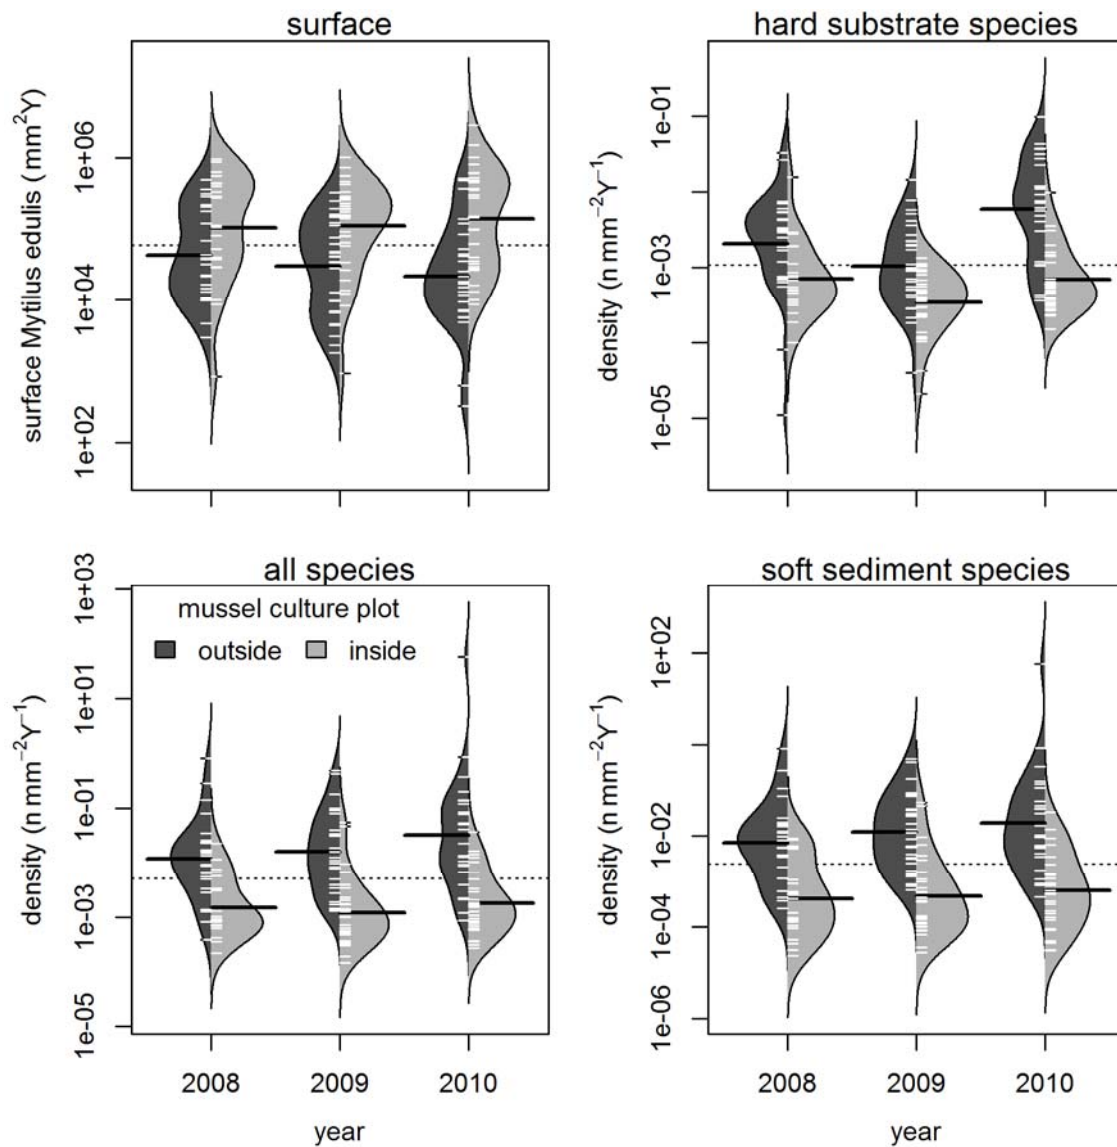 surface
surface Mytilus edulis (mm²Y)
1e+06
1e+04
1e+02
hard substrate species
density (n mm⁻²Y⁻¹)
1e-01
1e-03
1e-05
all species
mussel culture plot
outside inside
density (n mm⁻²Y⁻¹)
1e+03
1e+01
1e-01
1e-03
1e-05
2008 2009 2010
year
soft sediment species
density (n mm⁻²Y⁻¹)
1e+02
1e-02
1e-04
1e-06
2008 2009 2010
year